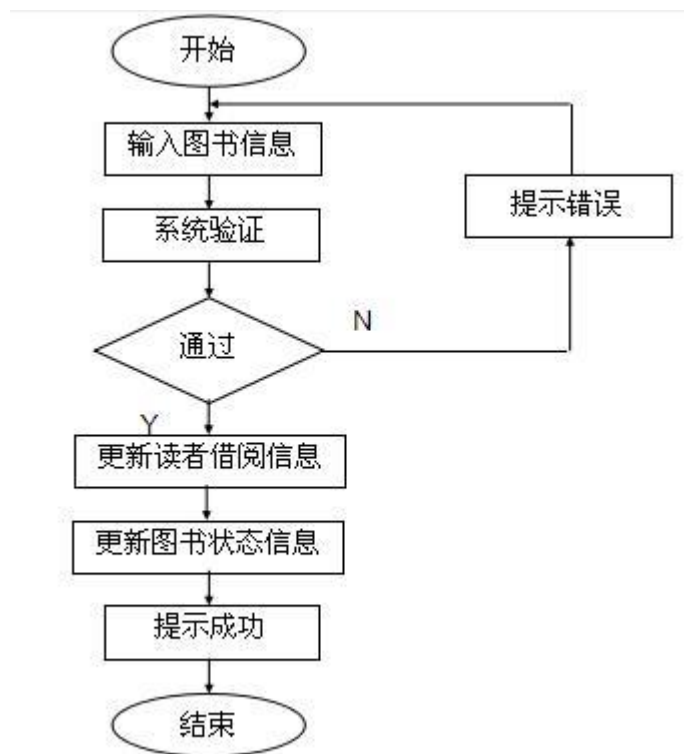 开始
输入图书信息
提示错误
系统验证
通过
N
Y
更新读者借阅信息
更新图书状态信息
提示成功
结束